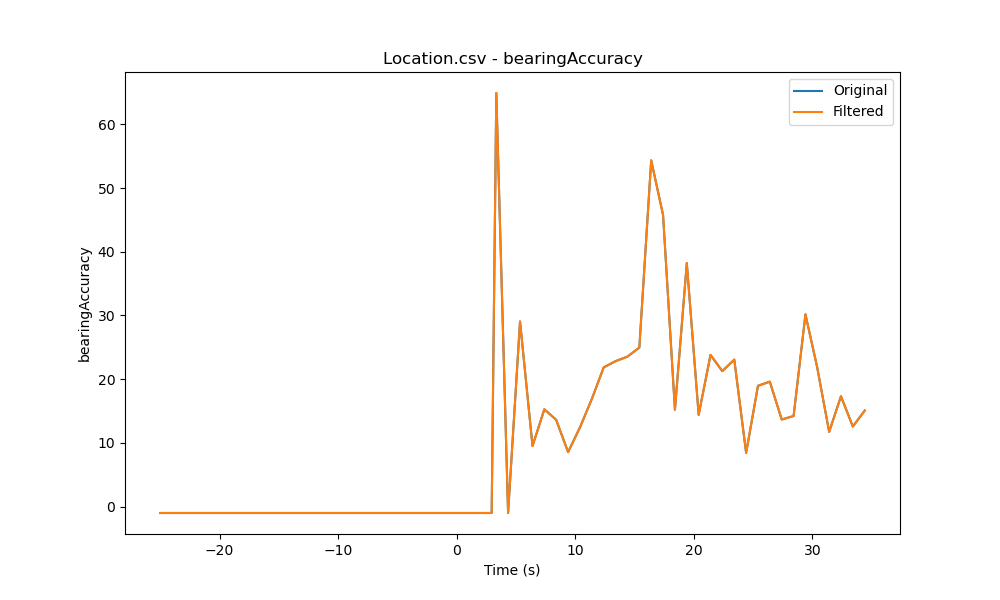 Location.csv - bearingAccuracy
Original
Filtered
bearingAccuracy
60
50
40
30
20
10
0
−20
−10
0
10
20
30
Time (s)